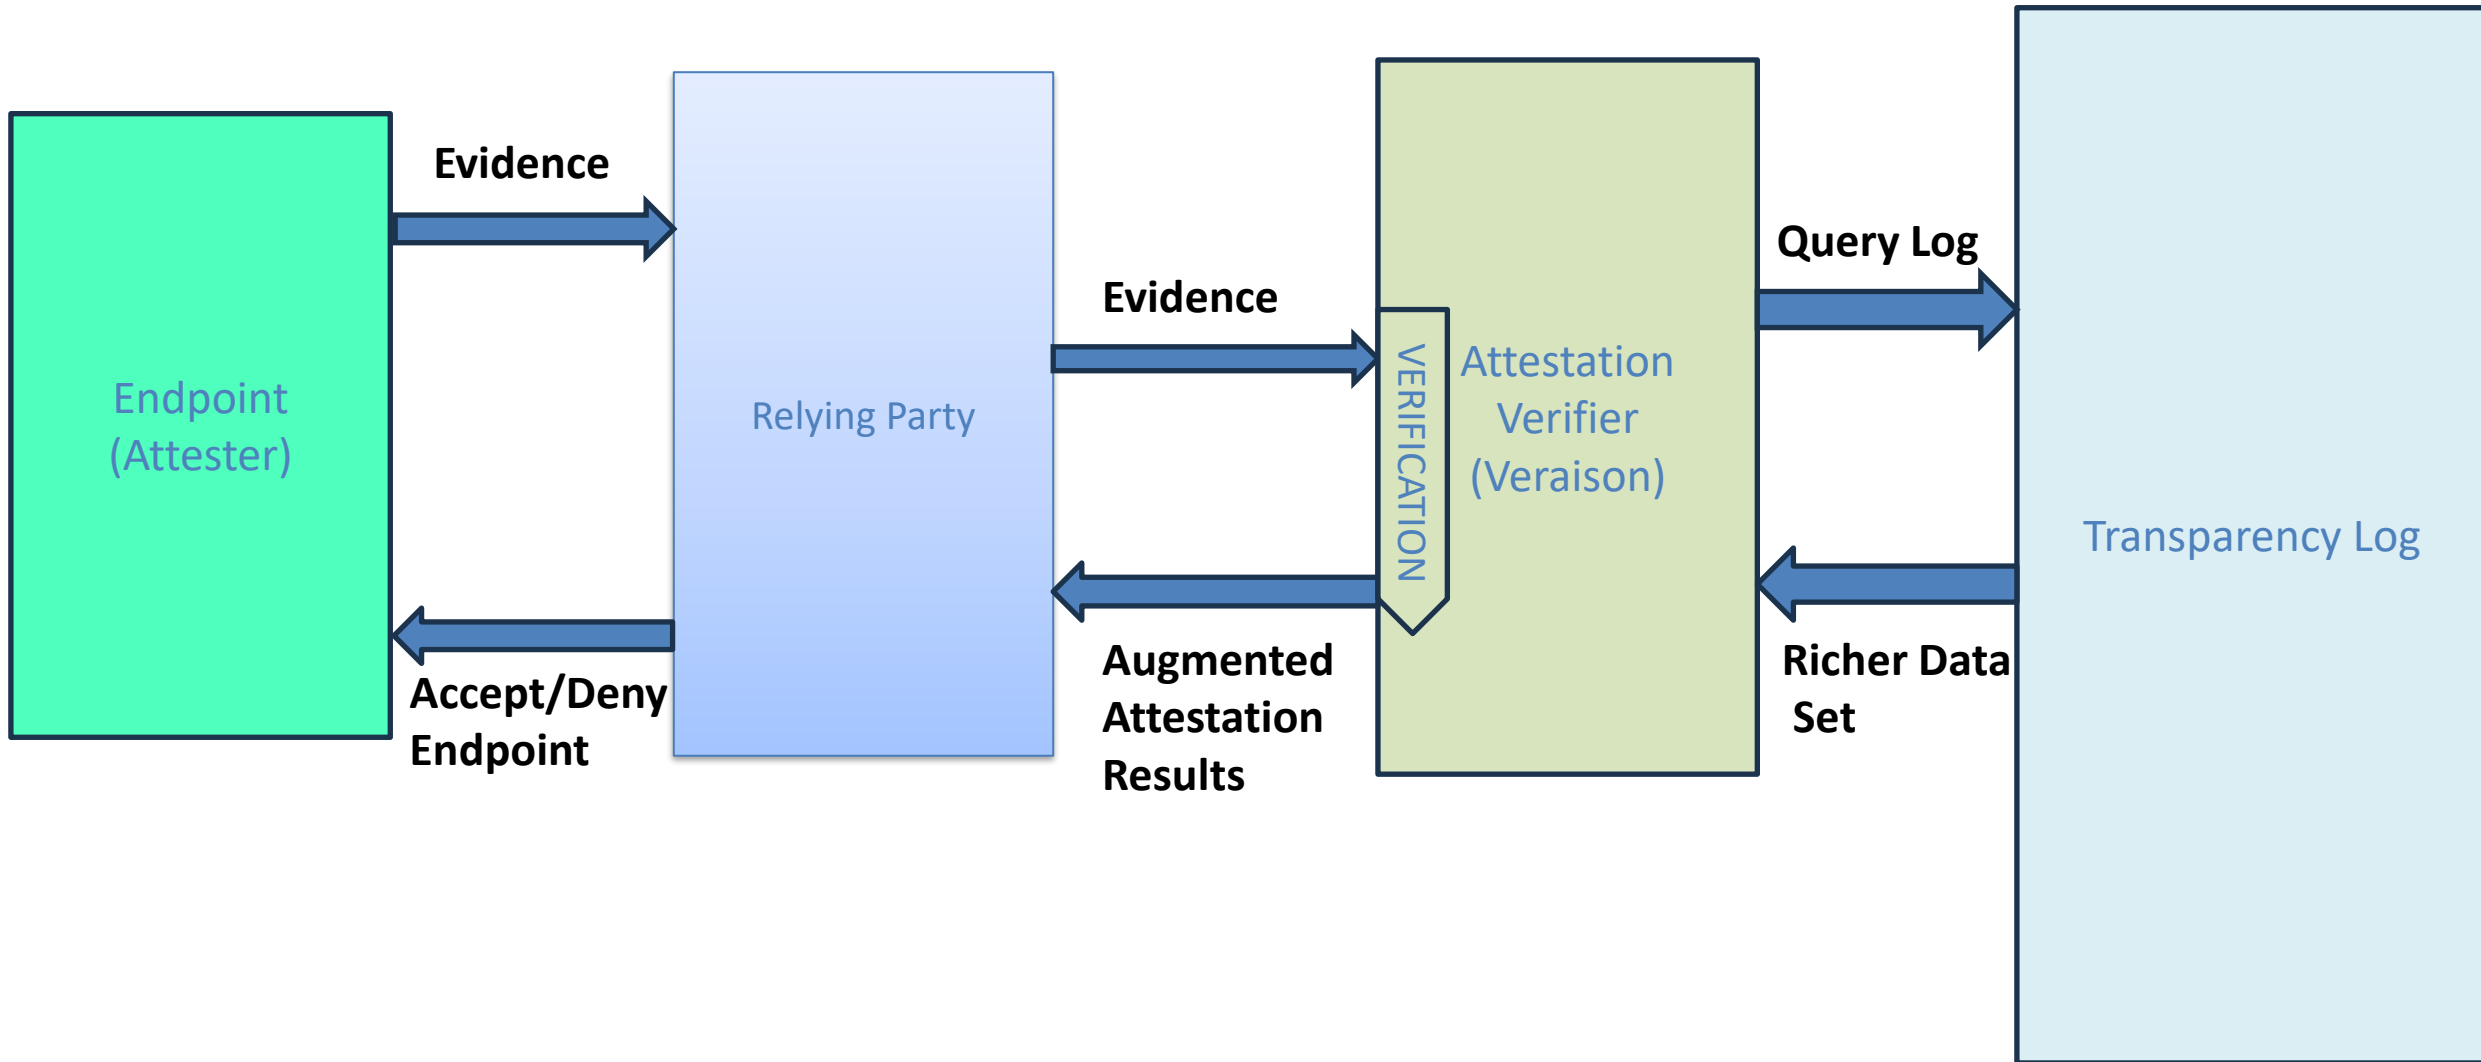 Evidence
Endpoint
(Attester)
Accept/Deny
Endpoint
Relying Party
Evidence
Augmented
Attestation
Results
VERIFICATION
Attestation
Verifier
(Veraison)
Query Log
Richer Data
Set
Transparency Log